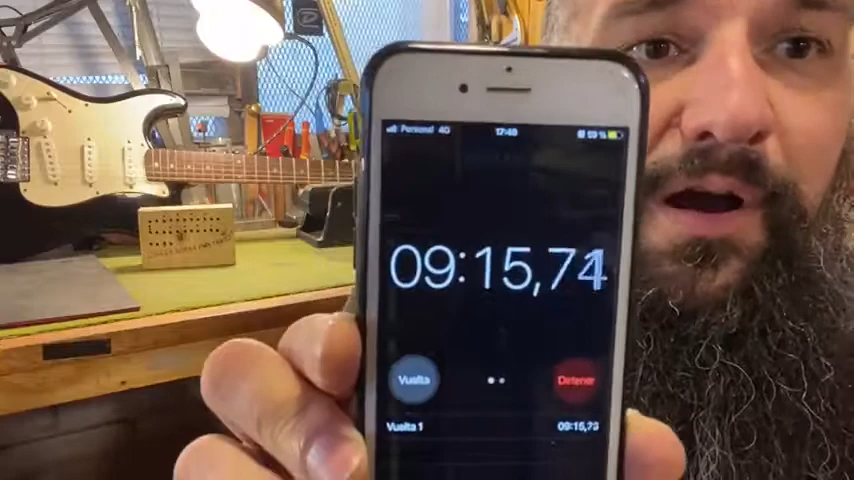 Personal 4G 17:48 59%
09:15,74
Vuelta
Detener
Vuelta 1 09:15,73